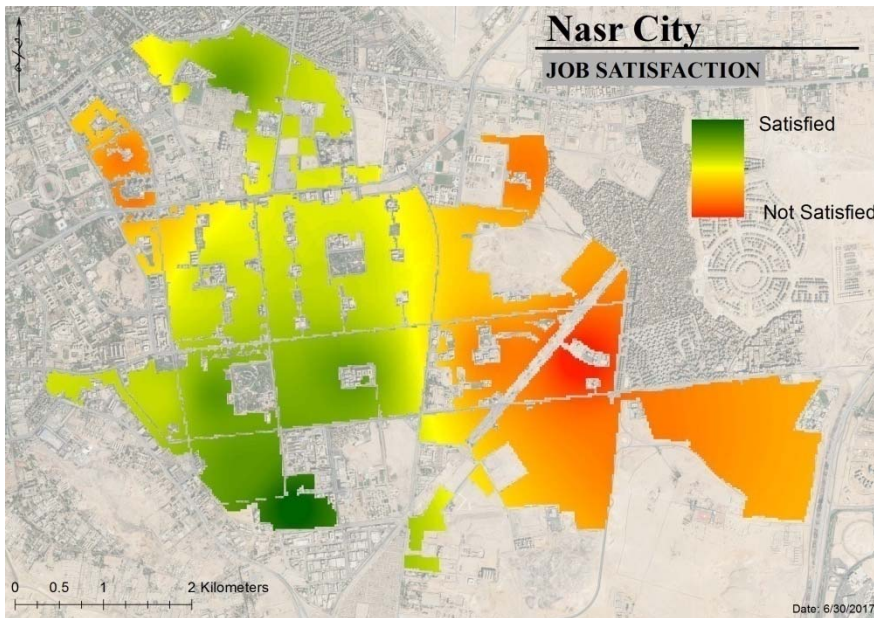 Nasr City
JOB SATISFACTION
Satisfied
Not Satisfied
0 0.5 1 2 Kilometers
Date: 6/30/2017